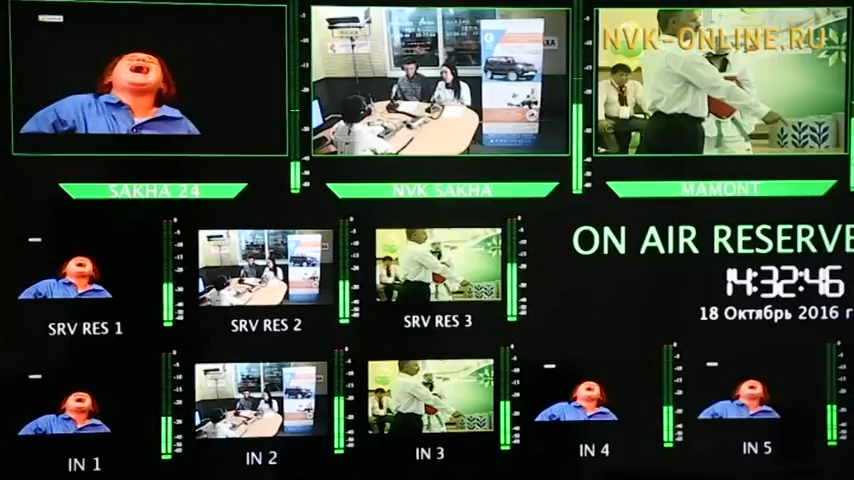 NVK-ONLINE.RU
SAKHA 24
NVK SAKHA
MAMONT
ON AIR RESERVE
14:32:46
18 Октябрь 2016 г
SRV RES 1
SRV RES 2
SRV RES 3
IN 1
IN 2
IN 3
IN 4
IN 5